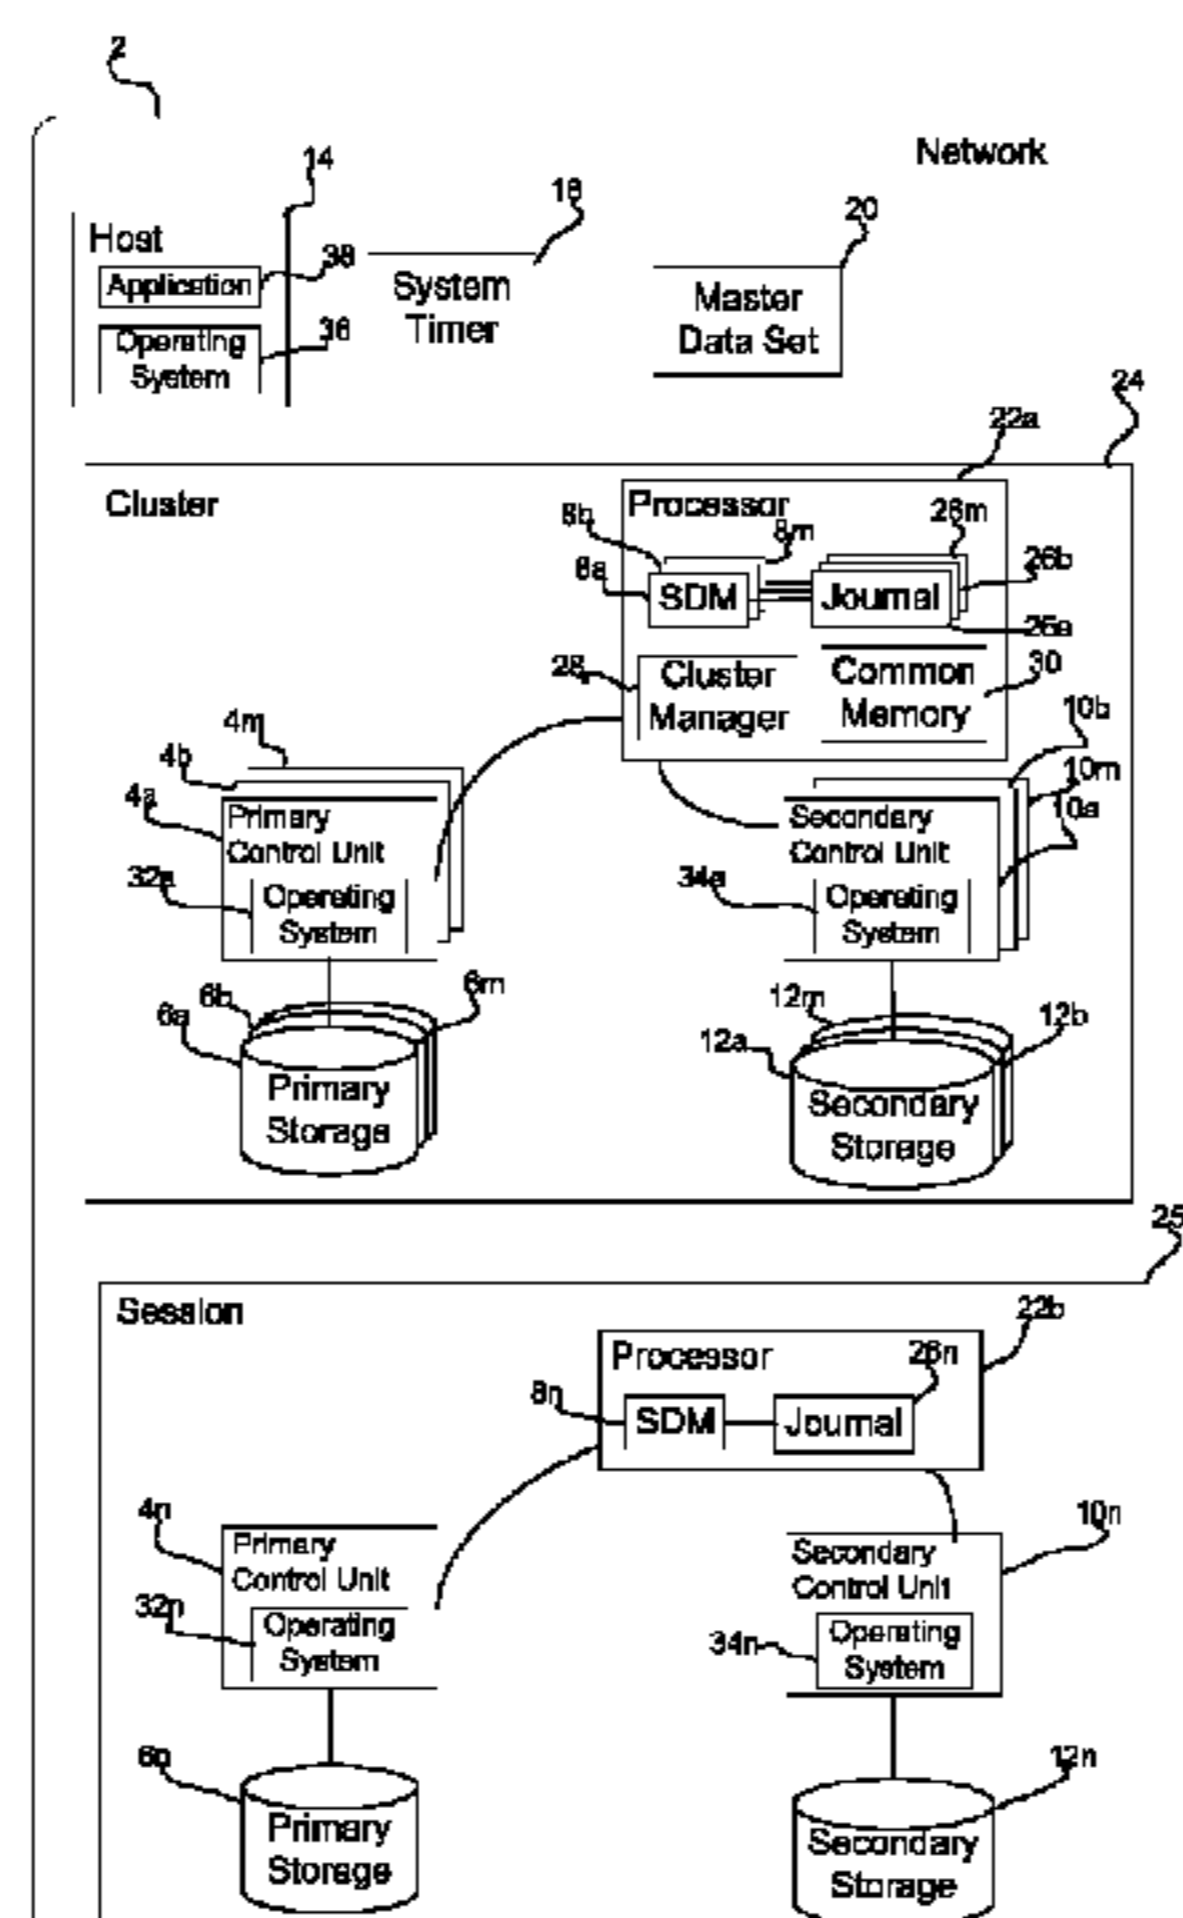 2
Network
14
18
20
Host
38
Application
System
Timer
Master
Data Set
36
Operating
System
24
22a
Cluster
Processor
8b
8m
26m
26b
8a
SDM
Journal
26a
28
Cluster
Manager
Common
Memory
30
10b
4m
4b
10m
4a
10a
Primary
Control Unit
Secondary
Control Unit
32a
Operating
System
34a
Operating
System
6b
6m
12m
6a
12b
12a
Primary
Storage
Secondary
Storage
25
Session
22b
Processor
26n
8n
SDM
Journal
4n
10n
Primary
Control Unit
Secondary
Control Unit
32n
Operating
System
34n
Operating
System
6n
12n
Primary
Storage
Secondary
Storage